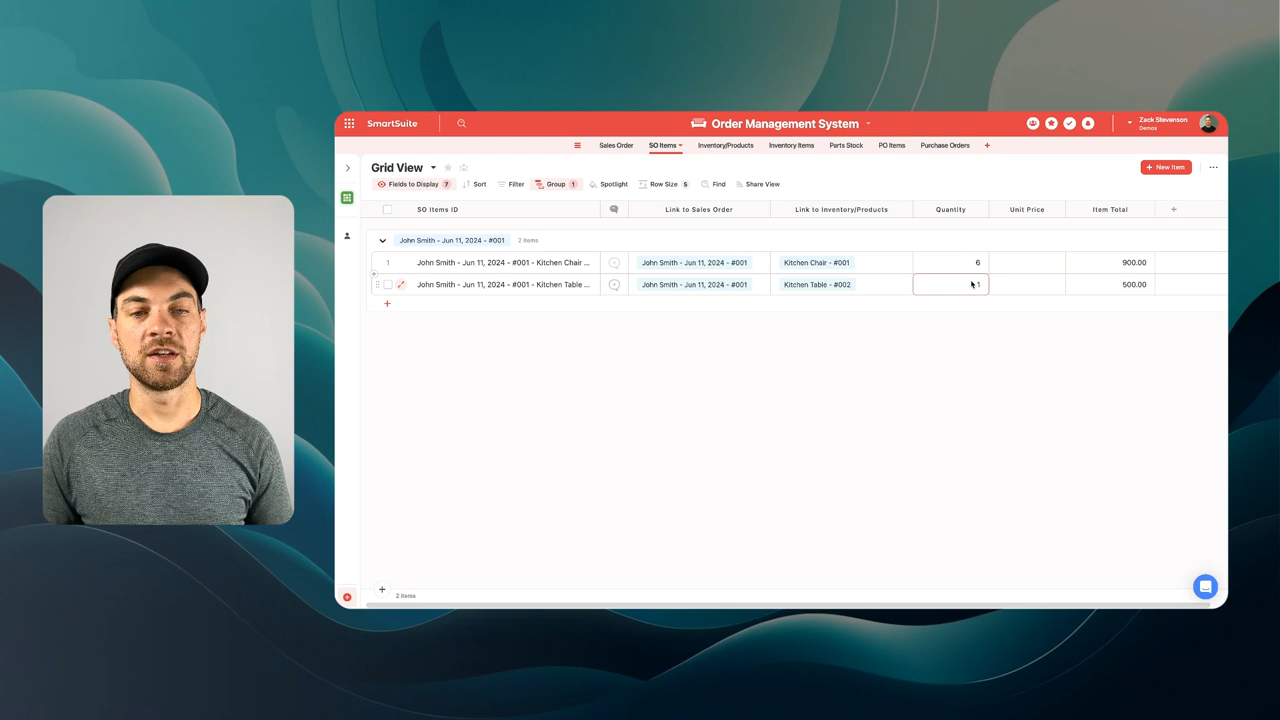 SmartSuite
Order Management System
Zack Stevenson
Demos
Sales Order
SO Items
Inventory/Products
Inventory Items
Parts Stock
PO Items
Purchase Orders
Grid View
New Item
Fields to Display 7
Sort
Filter
Group 1
Spotlight
Row Size S
Find
Share View
SO Items ID
Link to Sales Order
Link to Inventory/Products
Quantity
Unit Price
Item Total
John Smith - Jun 11, 2024 - #001
2 items
1 John Smith - Jun 11, 2024 - #001 - Kitchen Chair ... John Smith - Jun 11, 2024 - #001 Kitchen Chair - #001 6 900.00
John Smith - Jun 11, 2024 - #001 - Kitchen Table ... John Smith - Jun 11, 2024 - #001 Kitchen Table - #002 1 500.00
2 items